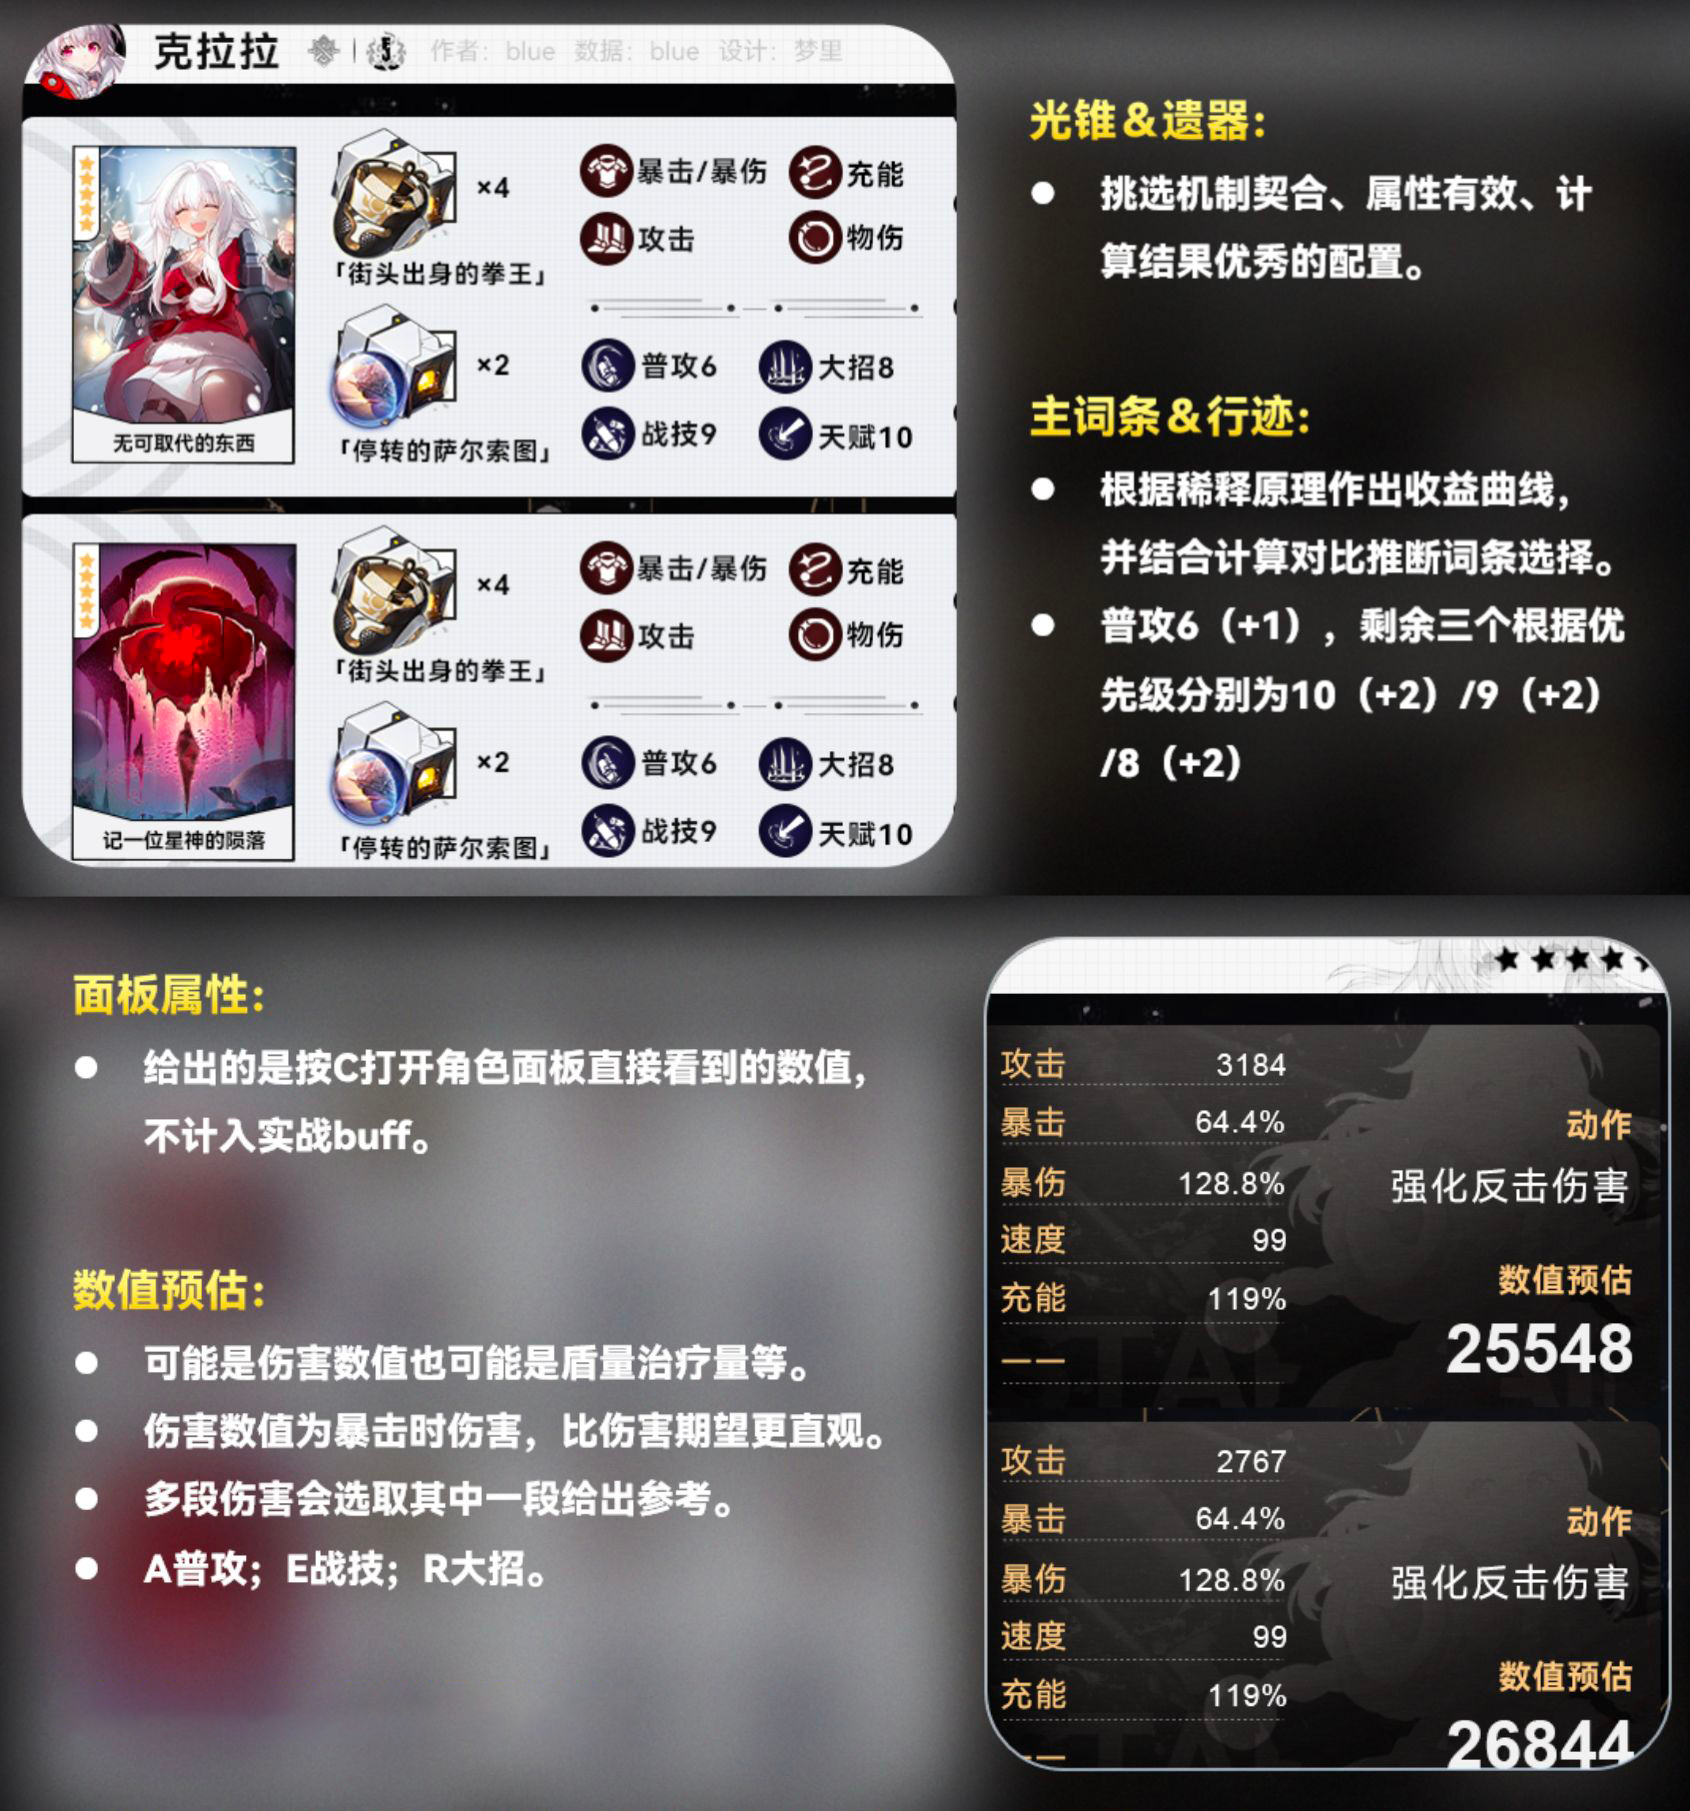 克拉拉 作者：blue 数据：blue 设计：梦里
×4
「街头出身的拳王」
×2
「停转的萨尔索图」
无可取代的东西
暴击/暴伤 充能
攻击 物伤
普攻6 大招8
战技9 天赋10
×4
「街头出身的拳王」
×2
「停转的萨尔索图」
记一位星神的陨落
暴击/暴伤 充能
攻击 物伤
普攻6 大招8
战技9 天赋10
光锥&遗器：
● 挑选机制契合、属性有效、计
算结果优秀的配置。
主词条&行迹：
● 根据稀释原理作出收益曲线，
并结合计算对比推断词条选择。
● 普攻6（+1），剩余三个根据优
先级分别为10（+2）/9（+2）
/8（+2）
面板属性：
● 给出的是按C打开角色面板直接看到的数值，
不计入实战buff。
数值预估：
● 可能是伤害数值也可能是盾量治疗量等。
● 伤害数值为暴击时伤害，比伤害期望更直观。
● 多段伤害会选取其中一段给出参考。
● A普攻；E战技；R大招。
攻击 3184
暴击 64.4%
暴伤 128.8%
速度 99
充能 119%
——
动作
强化反击伤害
数值预估
25548
攻击 2767
暴击 64.4%
暴伤 128.8%
速度 99
充能 119%
——
动作
强化反击伤害
数值预估
26844